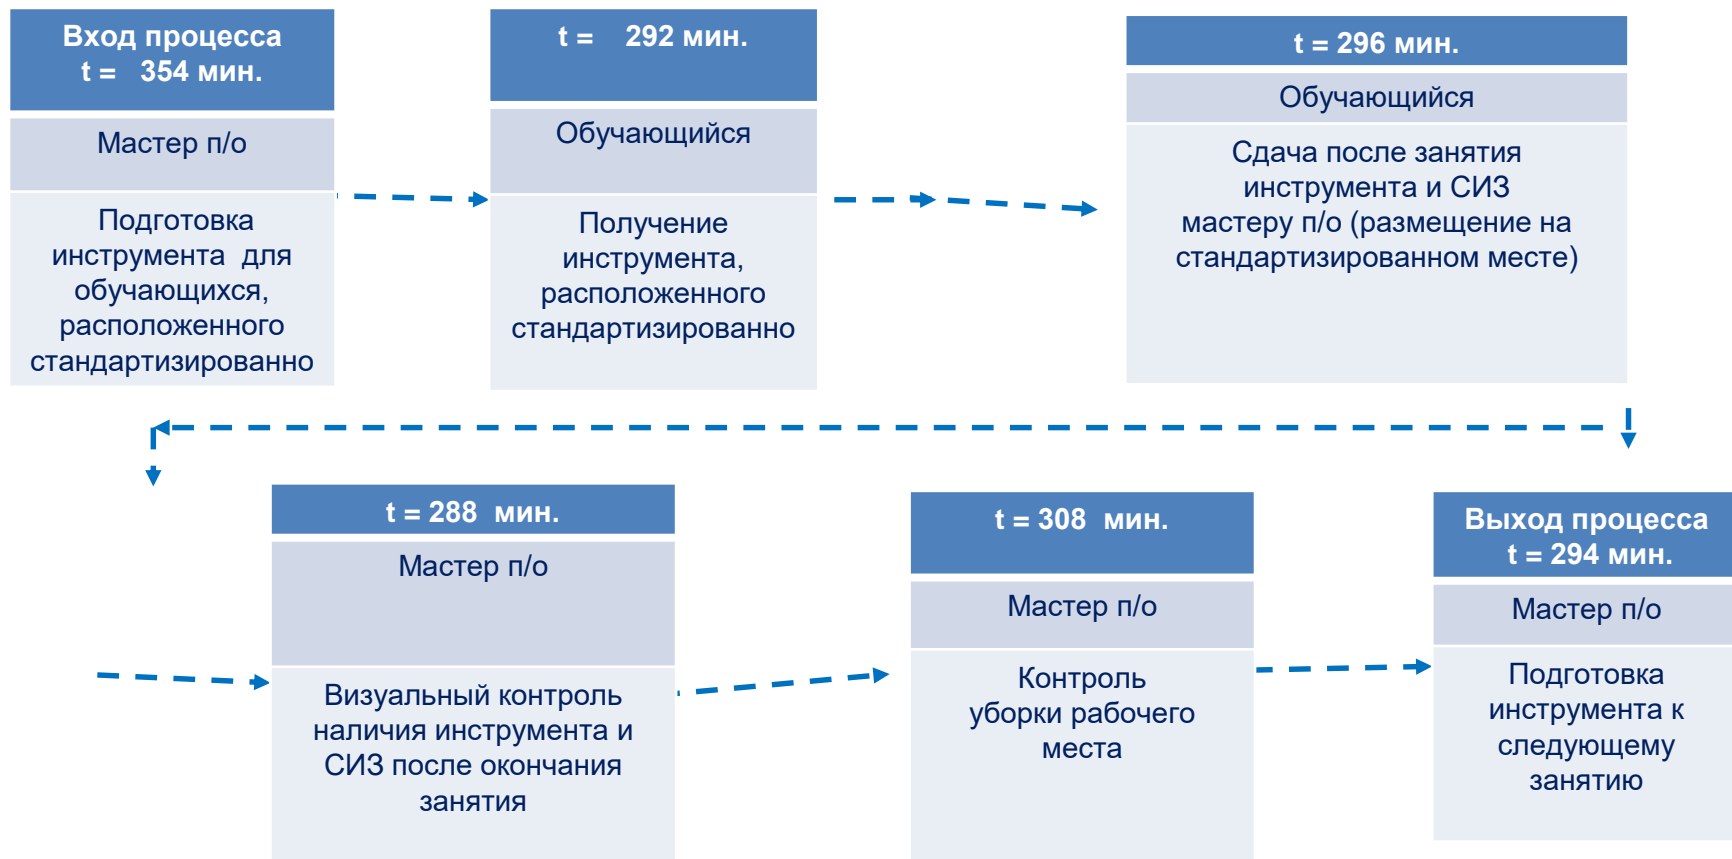 Вход процесса
t = 354 мин.
Мастер п/о
Подготовка
инструмента для
обучающихся,
расположенного
стандартизированно
t = 292 мин.
Обучающийся
Получение
инструмента,
расположенного
стандартизированно
t = 296 мин.
Обучающийся
Сдача после занятия
инструмента и СИЗ
мастеру п/о (размещение на
стандартизированном месте)
t = 288 мин.
Мастер п/о
Визуальный контроль
наличия инструмента и
СИЗ после окончания
занятия
t = 308 мин.
Мастер п/о
Контроль
уборки рабочего
места
Выход процесса
t = 294 мин.
Мастер п/о
Подготовка
инструмента к
следующему
занятию